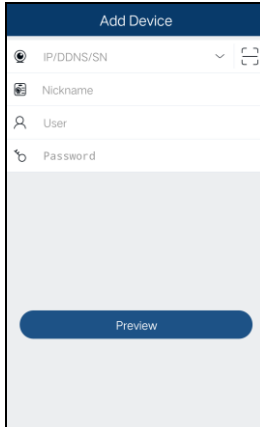 Add Device
IP/DDNS/SN
Nickname
User
Password
Preview